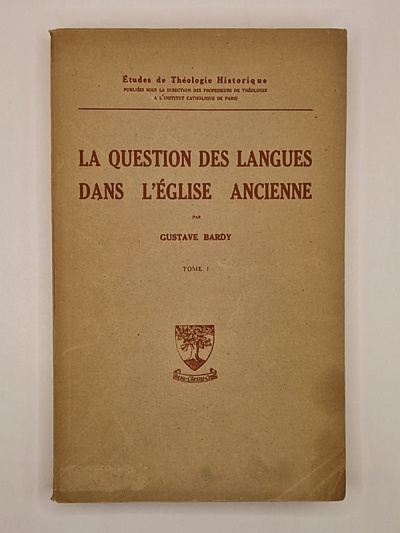 Études de Théologie Historique
PUBLIÉES SOUS LA DIRECTION DES PROFESSEURS DE THÉOLOGIE
A L'INSTITUT CATHOLIQUE DE PARIS
LA QUESTION DES LANGUES
DANS L'ÉGLISE ANCIENNE
PAR
GUSTAVE BARDY
TOME I